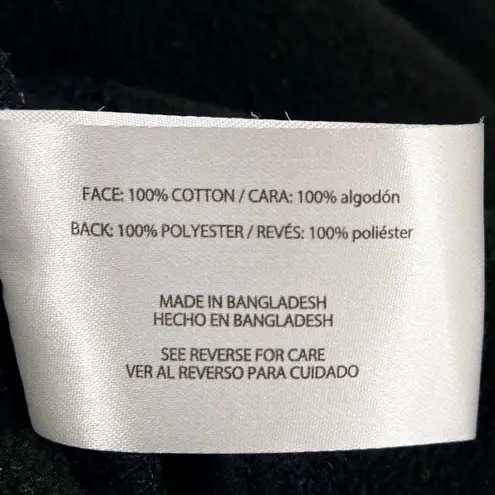 FACE: 100% COTTON / CARA: 100% algodón
BACK: 100% POLYESTER / REVÉS: 100% poliéster
MADE IN BANGLADESH
HECHO EN BANGLADESH
SEE REVERSE FOR CARE
VER AL REVERSO PARA CUIDADO